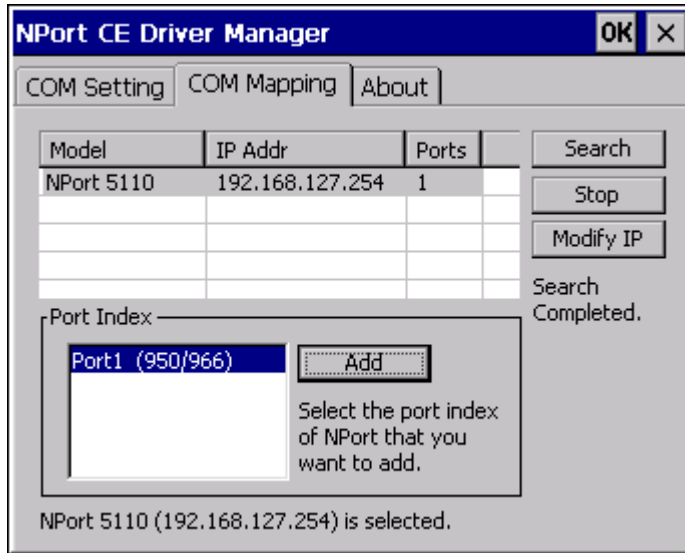 NPort CE Driver Manager OK ×
COM Setting COM Mapping About
Model IP Addr Ports
NPort 5110 192.168.127.254 1
Search
Stop
Modify IP
Search
Completed.
Port Index
Port1 (950/966)
Add
Select the port index
of NPort that you
want to add.
NPort 5110 (192.168.127.254) is selected.